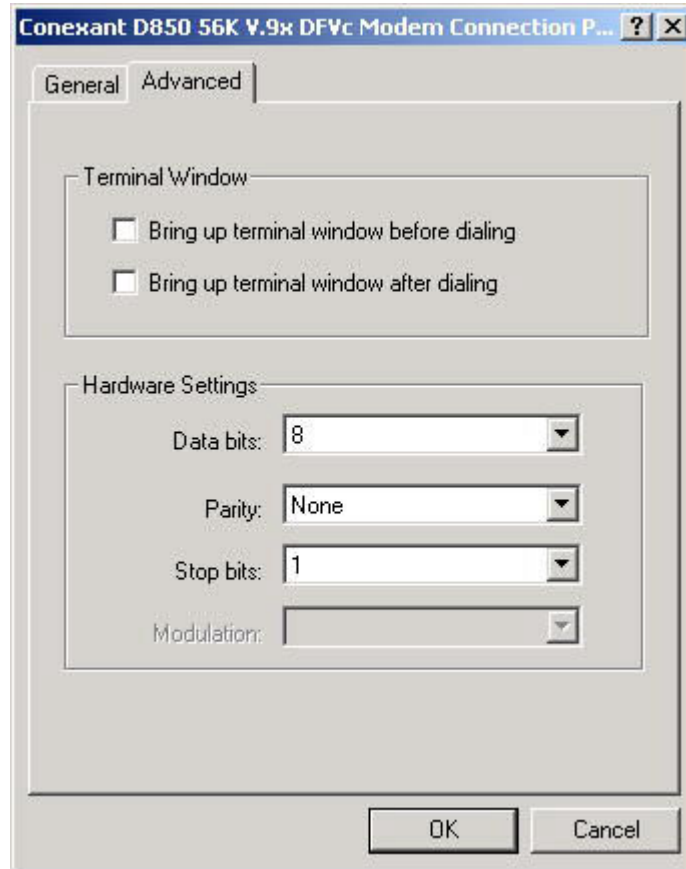 Conexant D850 56K V.9x DFVc Modem Connection P... ? X
General Advanced
Terminal Window
Bring up terminal window before dialing
Bring up terminal window after dialing
Hardware Settings
Data bits: 8
Parity: None
Stop bits: 1
Modulation:
OK Cancel